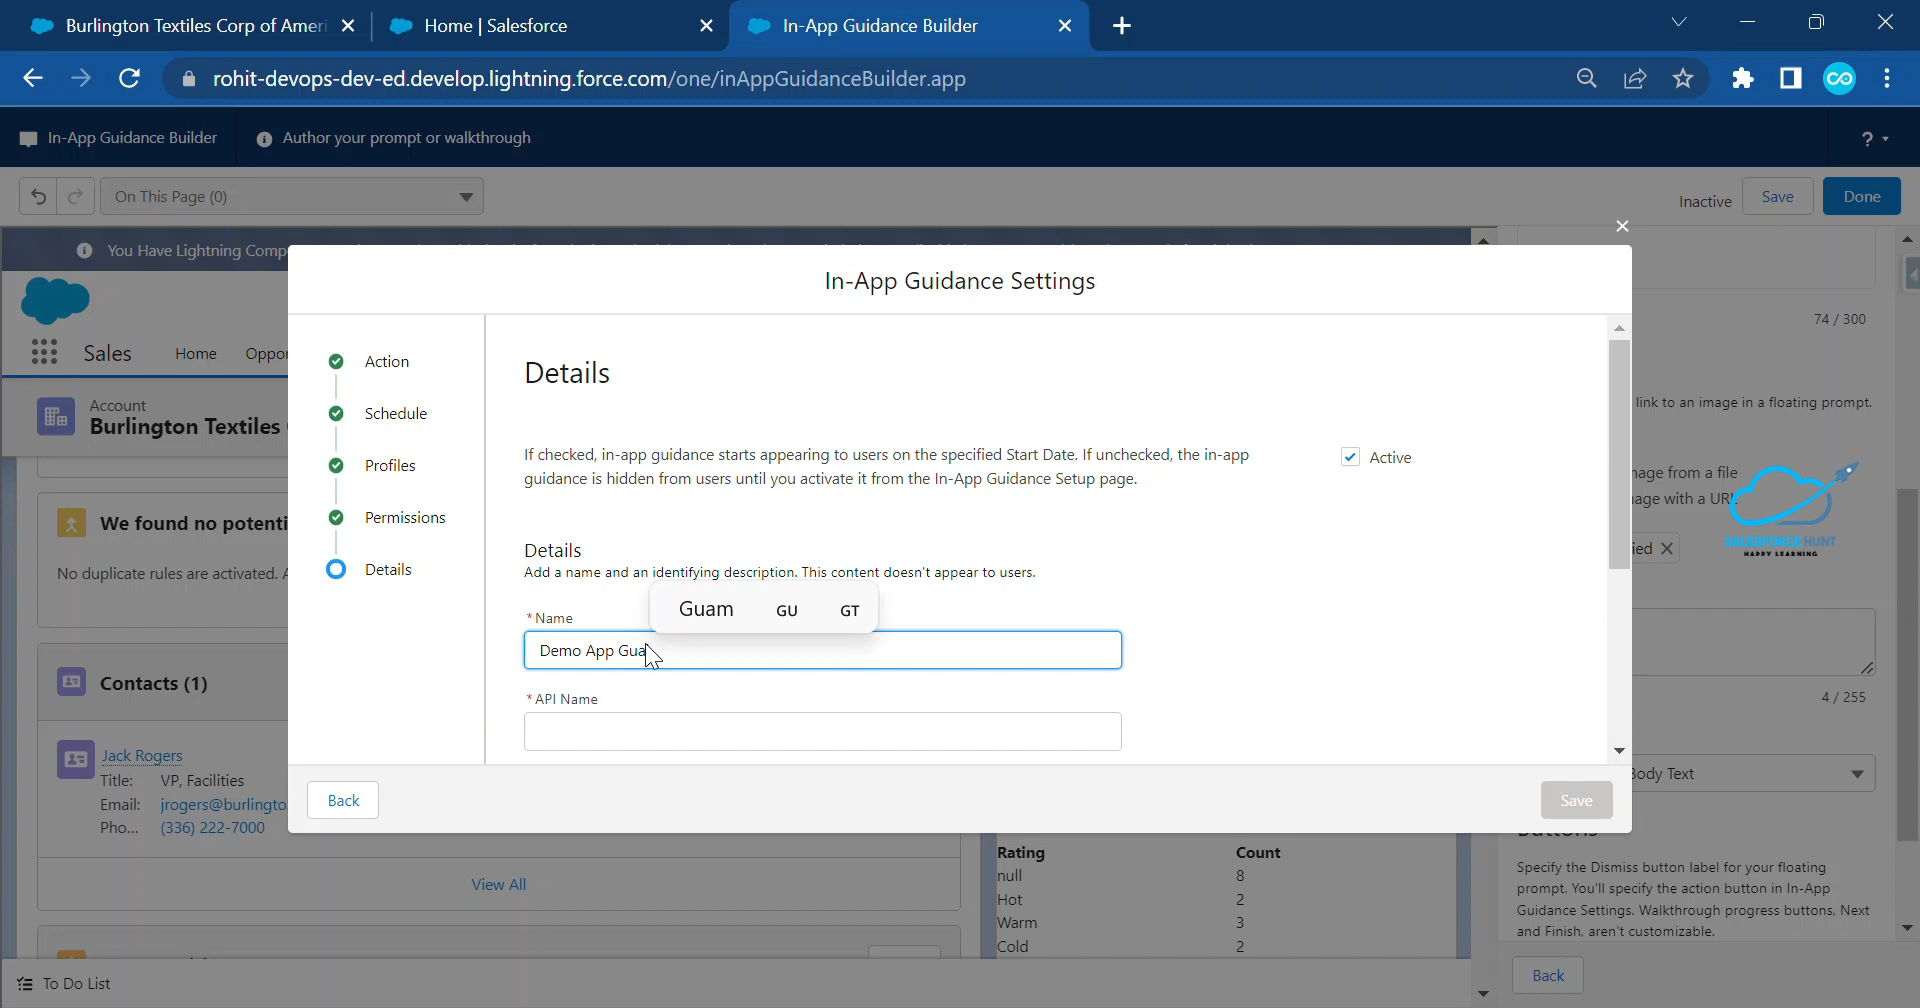 Burlington Textiles Corp of Ameri
Home | Salesforce
In-App Guidance Builder
rohit-devops-dev-ed.develop.lightning.force.com/one/inAppGuidanceBuilder.app
In-App Guidance Builder
Author your prompt or walkthrough
?
On This Page (0)
Inactive
Save
Done
You Have Lightning Comp
Sales
Home
Oppor
Account
Burlington Textiles
We found no potenti
No duplicate rules are activated.
Contacts (1)
Jack Rogers
Title: VP, Facilities
Email: jrogers@burlingto
Pho... (336) 222-7000
View All
To Do List
In-App Guidance Settings
Action
Schedule
Profiles
Permissions
Details
Details
If checked, in-app guidance starts appearing to users on the specified Start Date. If unchecked, the in-app
guidance is hidden from users until you activate it from the In-App Guidance Setup page.
Active
Details
Add a name and an identifying description. This content doesn't appear to users.
Guam GU GT
* Name
Demo App Gua
* API Name
Back
Save
Rating Count
null 8
Hot 2
Warm 3
Cold 2
74 / 300
link to an image in a floating prompt.
nage from a file
age with a URL
SALESFORCE HUNT
HAPPY LEARNING
ied
4 / 255
Body Text
Buttons
Specify the Dismiss button label for your floating
prompt. You'll specify the action button in In-App
Guidance Settings. Walkthrough progress buttons, Next
and Finish, aren't customizable.
Back